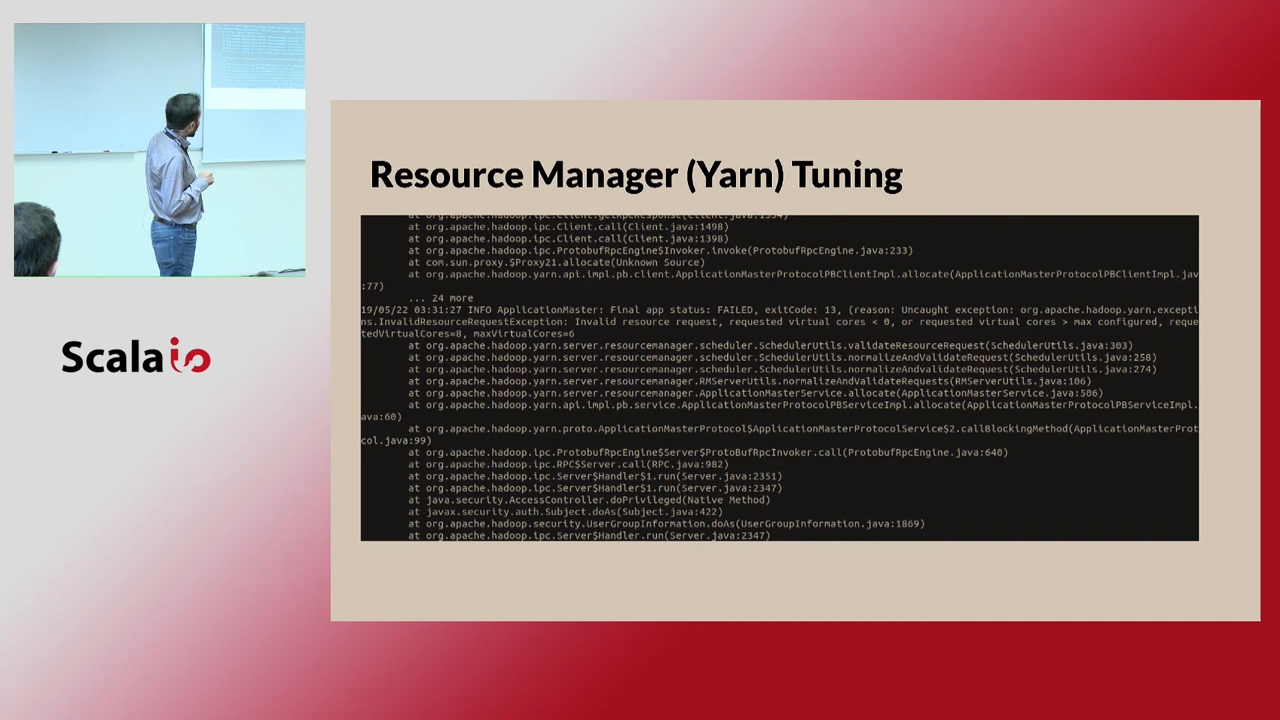 Resource Manager (Yarn) Tuning
at org.apache.hadoop.ipc.Client.getRpcResponse(Client.java:1554)
at org.apache.hadoop.ipc.Client.call(Client.java:1498)
at org.apache.hadoop.ipc.Client.call(Client.java:1398)
at org.apache.hadoop.ipc.ProtobufRpcEngine$Invoker.invoke(ProtobufRpcEngine.java:233)
at com.sun.proxy.$Proxy21.allocate(Unknown Source)
at org.apache.hadoop.yarn.api.impl.pb.client.ApplicationMasterProtocolPBClientImpl.allocate(ApplicationMasterProtocolPBClientImpl.jav
:77)
... 24 more
19/05/22 03:31:27 INFO ApplicationMaster: Final app status: FAILED, exitCode: 13, (reason: Uncaught exception: org.apache.hadoop.yarn.excepti
ns.InvalidResourceRequestException: Invalid resource request, requested virtual cores < 0, or requested virtual cores > max configured, reque
tedVirtualCores=8, maxVirtualCores=6
at org.apache.hadoop.yarn.server.resourcemanager.scheduler.SchedulerUtils.validateResourceRequest(SchedulerUtils.java:303)
at org.apache.hadoop.yarn.server.resourcemanager.scheduler.SchedulerUtils.normalizeAndValidateRequest(SchedulerUtils.java:258)
at org.apache.hadoop.yarn.server.resourcemanager.scheduler.SchedulerUtils.normalizeAndvalidateRequest(SchedulerUtils.java:274)
at org.apache.hadoop.yarn.server.resourcemanager.RMServerUtils.normalizeAndValidateRequests(RMServerUtils.java:106)
at org.apache.hadoop.yarn.server.resourcemanager.ApplicationMasterService.allocate(ApplicationMasterService.java:506)
at org.apache.hadoop.yarn.api.impl.pb.service.ApplicationMasterProtocolPBServiceImpl.allocate(ApplicationMasterProtocolPBServiceImpl.
ava:60)
at org.apache.hadoop.yarn.proto.ApplicationMasterProtocol$ApplicationMasterProtocolService$2.callBlockingMethod(ApplicationMasterProt
col.java:99)
at org.apache.hadoop.ipc.ProtobufRpcEngine$Server$ProtoBufRpcInvoker.call(ProtobufRpcEngine.java:640)
at org.apache.hadoop.ipc.RPC$Server.call(RPC.java:982)
at org.apache.hadoop.ipc.Server$Handler$1.run(Server.java:2351)
at org.apache.hadoop.ipc.Server$Handler$1.run(Server.java:2347)
at java.security.AccessController.doPrivileged(Native Method)
at javax.security.auth.Subject.doAs(Subject.java:422)
at org.apache.hadoop.security.UserGroupInformation.doAs(UserGroupInformation.java:1869)
at org.apache.hadoop.ipc.Server$Handler.run(Server.java:2347)
Scala io